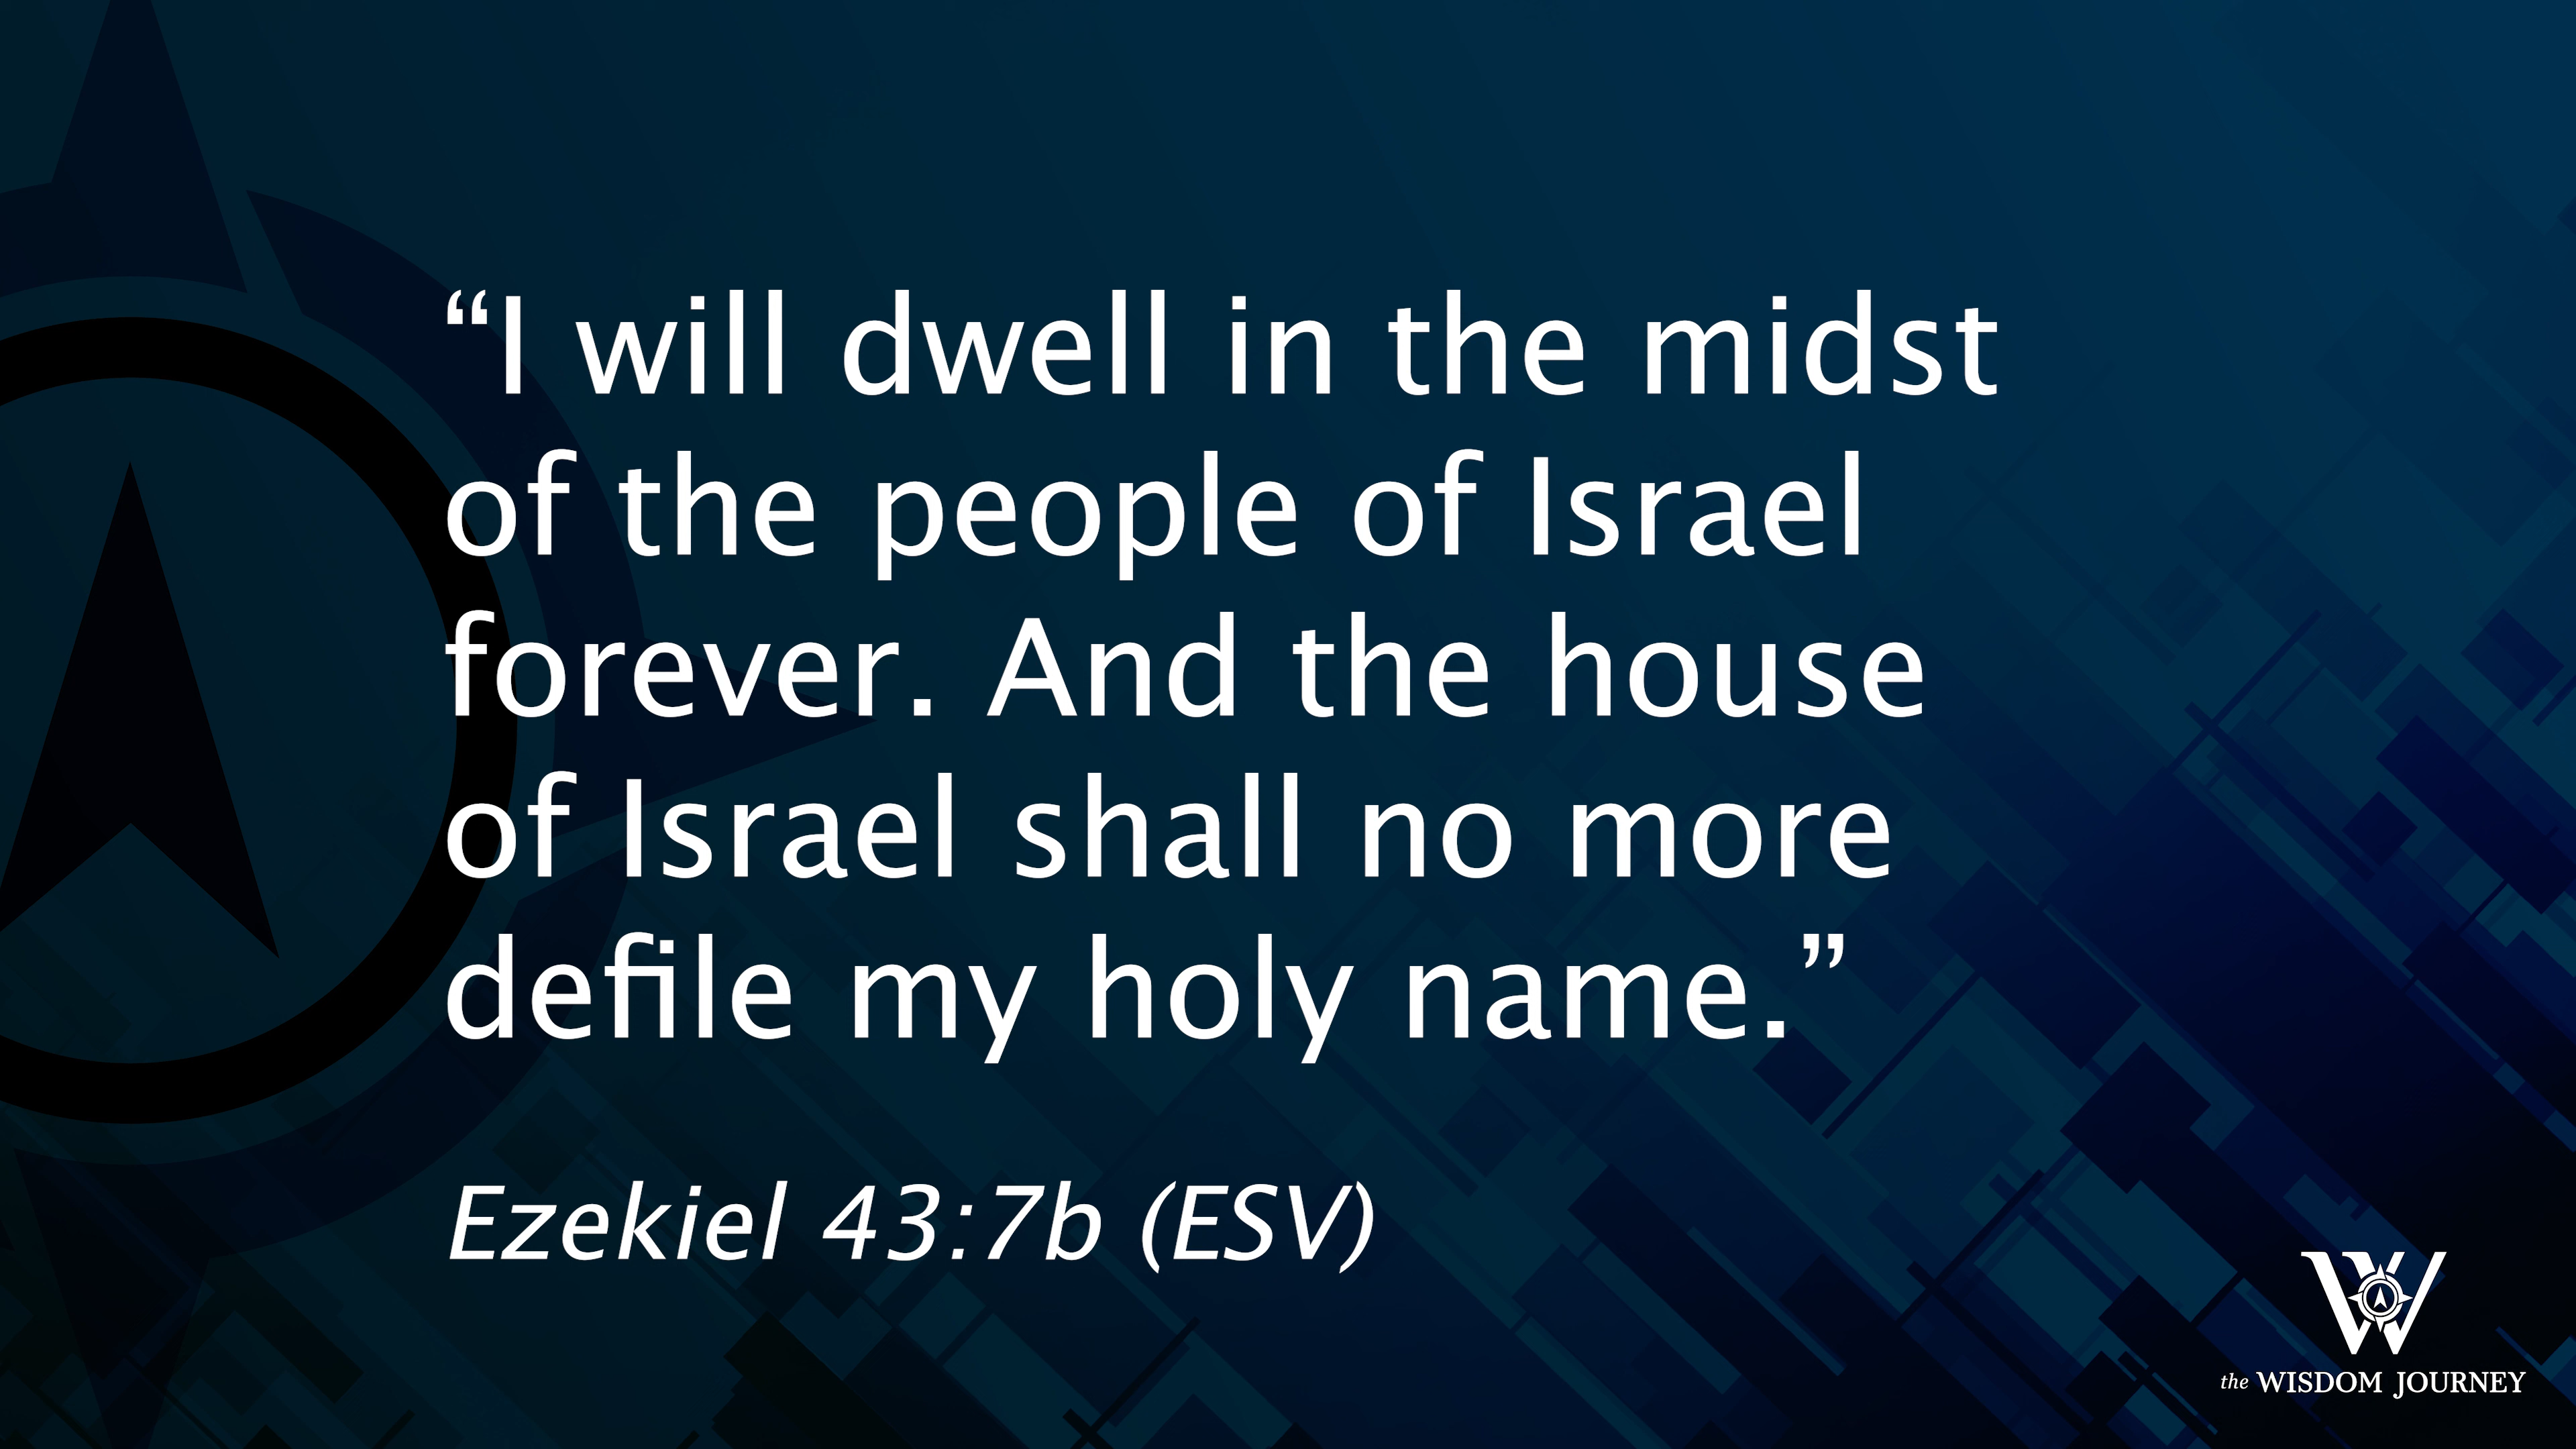 “I will dwell in the midst
of the people of Israel
forever. And the house
of Israel shall no more
defile my holy name.”
Ezekiel 43:7b (ESV)
W
the WISDOM JOURNEY